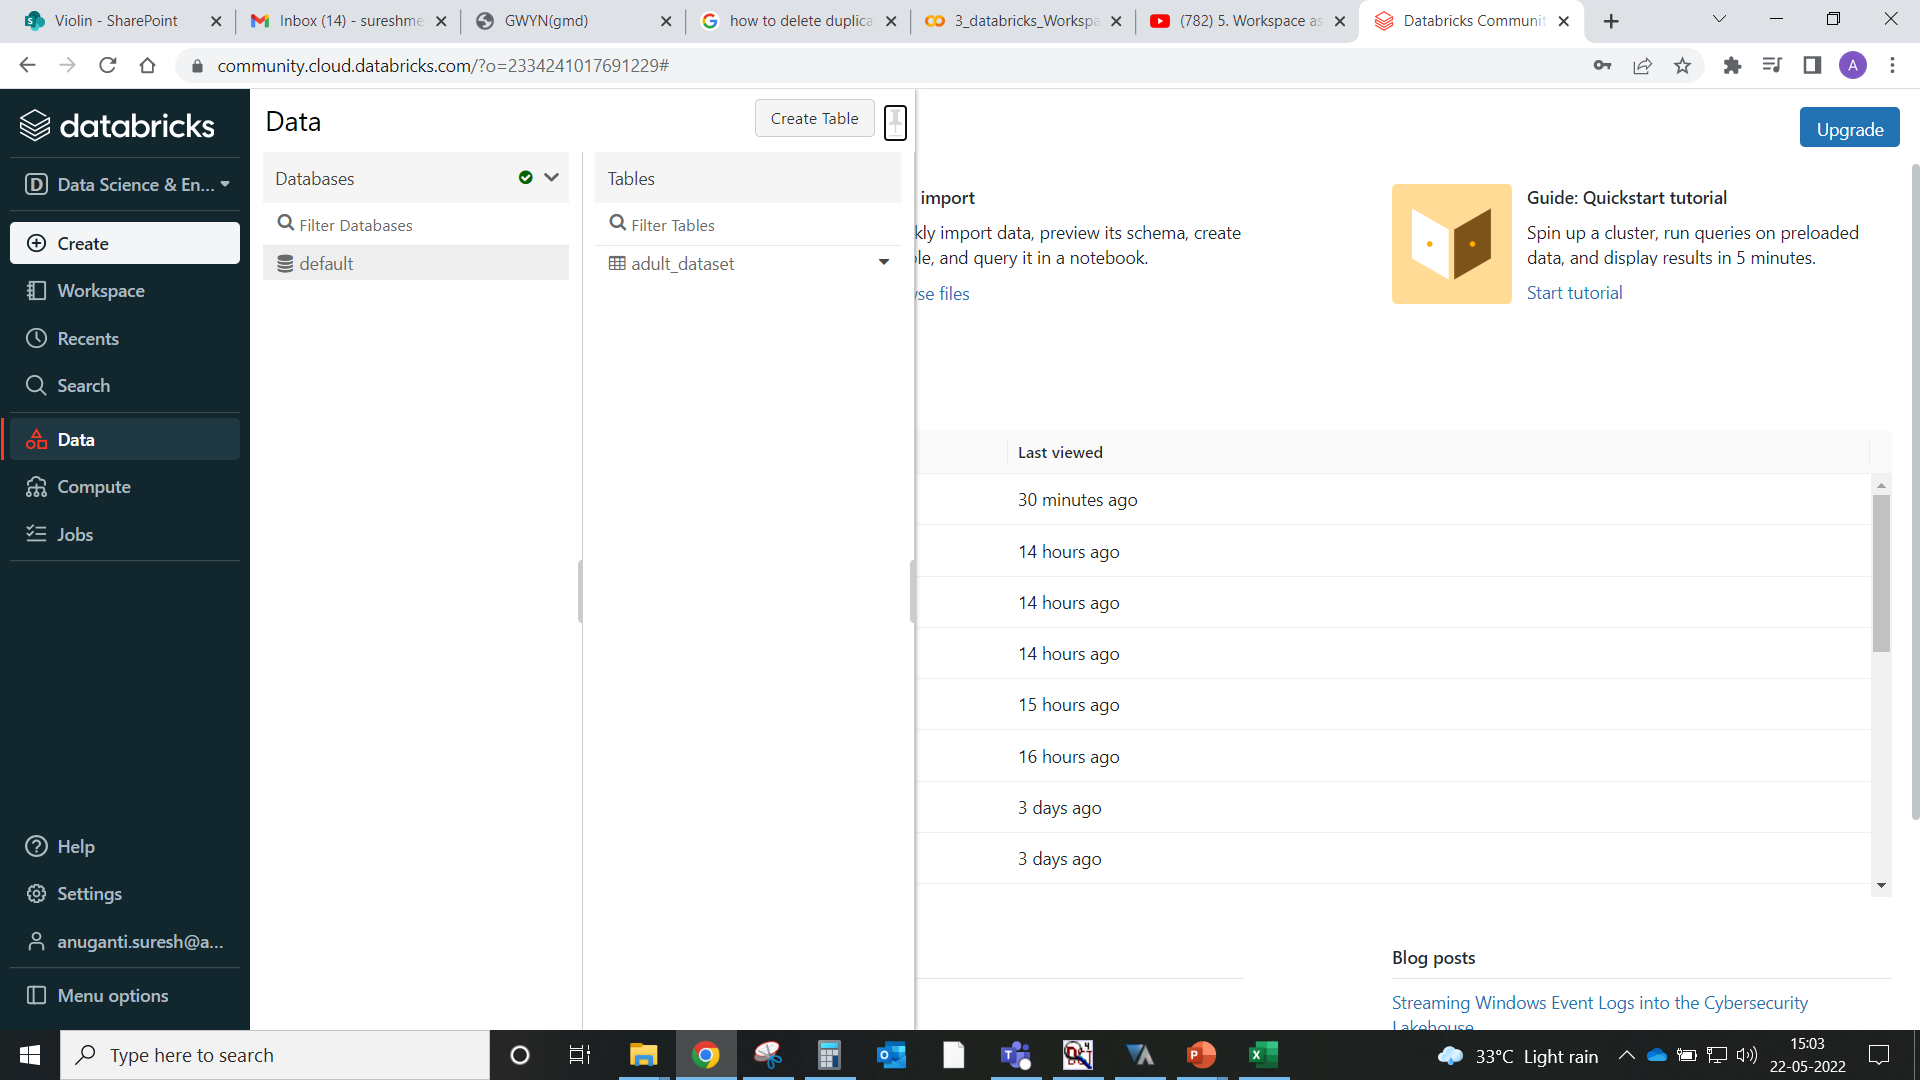 Violin - SharePoint
Inbox (14) - sureshme
GWYN(gmd)
how to delete duplica
3_databricks_Workspa
(782) 5. Workspace as
Databricks Communit
community.cloud.databricks.com/?o=2334241017691229#
A
databricks
D Data Science & En...
Create
Workspace
Recents
Search
Data
Compute
Jobs
Help
Settings
anuganti.suresh@a...
Menu options
Data
Create Table
Databases
Filter Databases
default
Tables
Filter Tables
adult_dataset
Upgrade
import
kly import data, preview its schema, create
le, and query it in a notebook.
se files
Guide: Quickstart tutorial
Spin up a cluster, run queries on preloaded
data, and display results in 5 minutes.
Start tutorial
Last viewed
30 minutes ago
14 hours ago
14 hours ago
14 hours ago
15 hours ago
16 hours ago
3 days ago
3 days ago
Blog posts
Streaming Windows Event Logs into the Cybersecurity
Lakehouse
Type here to search
33°C Light rain
15:03
22-05-2022